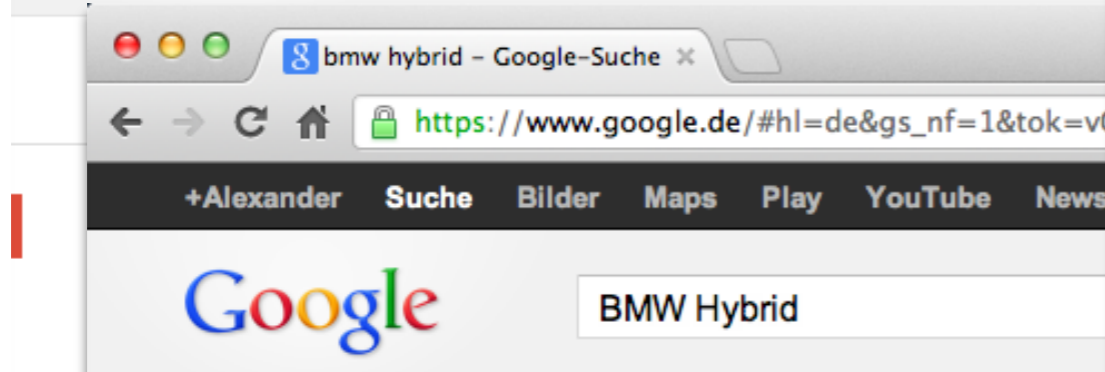 bmw hybrid – Google-Suche
https://www.google.de/#hl=de&gs_nf=1&tok=v
+Alexander Suche Bilder Maps Play YouTube News
Google BMW Hybrid